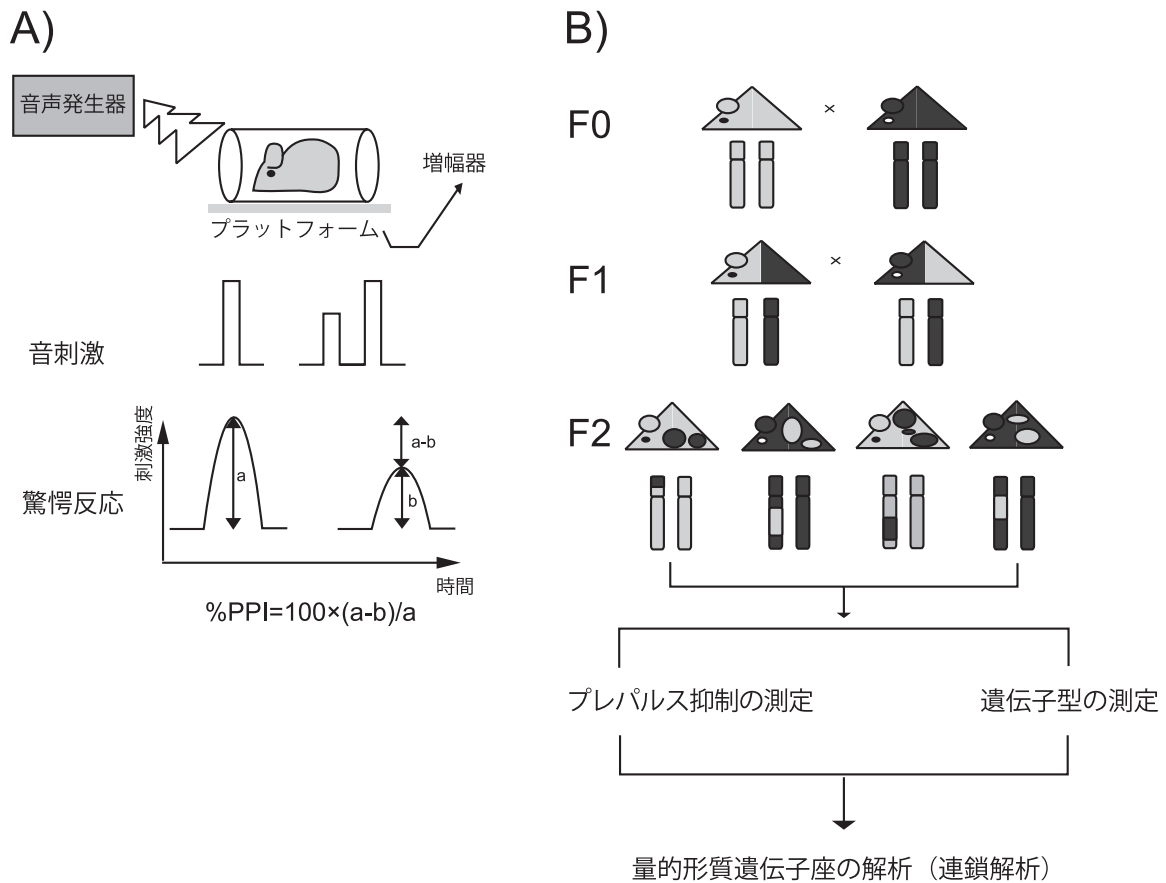 A)
音声発生器
増幅器
プラットフォーム
音刺激
刺激強度
驚愕反応
a
a-b
b
時間
%PPI=100×(a-b)/a
B)
F0
×
F1
×
F2
プレパルス抑制の測定
遺伝子型の測定
量的形質遺伝子座の解析（連鎖解析）